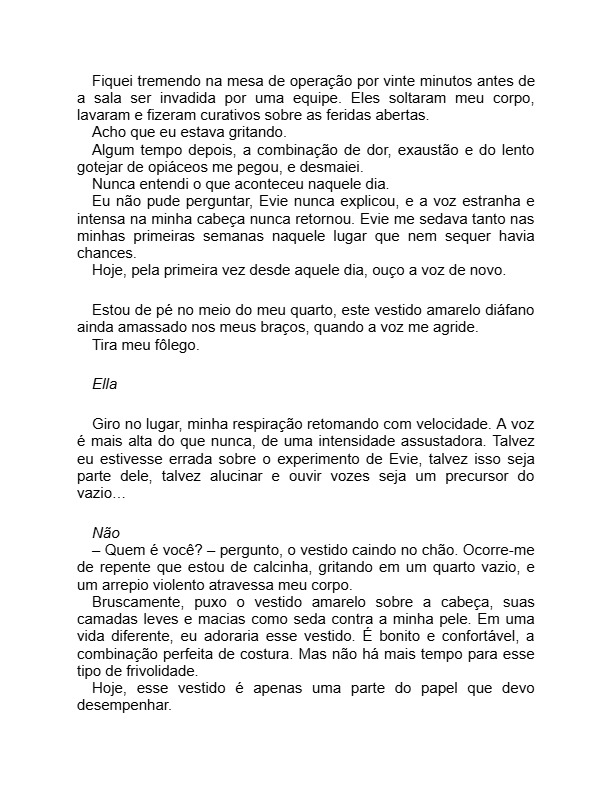 Fiquei tremendo na mesa de operação por vinte minutos antes de
a sala ser invadida por uma equipe. Eles soltaram meu corpo,
lavaram e fizeram curativos sobre as feridas abertas.
Acho que eu estava gritando.
Algum tempo depois, a combinação de dor, exaustão e do lento
gotejar de opiáceos me pegou, e desmaiei.
Nunca entendi o que aconteceu naquele dia.
Eu não pude perguntar, Evie nunca explicou, e a voz estranha e
intensa na minha cabeça nunca retornou. Evie me sedava tanto nas
minhas primeiras semanas naquele lugar que nem sequer havia
chances.
Hoje, pela primeira vez desde aquele dia, ouço a voz de novo.
Estou de pé no meio do meu quarto, este vestido amarelo diáfano
ainda amassado nos meus braços, quando a voz me agride.
Tira meu fôlego.
Ella
Giro no lugar, minha respiração retomando com velocidade. A voz
é mais alta do que nunca, de uma intensidade assustadora. Talvez
eu estivesse errada sobre o experimento de Evie, talvez isso seja
parte dele, talvez alucinar e ouvir vozes seja um precursor do
vazio…
Não
– Quem é você? – pergunto, o vestido caindo no chão. Ocorre-me
de repente que estou de calcinha, gritando em um quarto vazio, e
um arrepio violento atravessa meu corpo.
Bruscamente, puxo o vestido amarelo sobre a cabeça, suas
camadas leves e macias como seda contra a minha pele. Em uma
vida diferente, eu adoraria esse vestido. É bonito e confortável, a
combinação perfeita de costura. Mas não há mais tempo para esse
tipo de frivolidade.
Hoje, esse vestido é apenas uma parte do papel que devo
desempenhar.